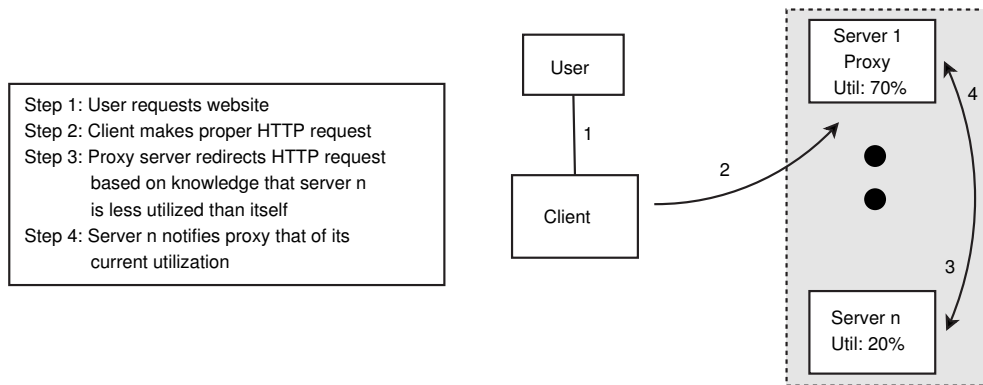 Step 1: User requests website
Step 2: Client makes proper HTTP request
Step 3: Proxy server redirects HTTP request
based on knowledge that server n
is less utilized than itself
Step 4: Server n notifies proxy that of its
current utilization
User
1
Client
2
Server 1
Proxy
Util: 70%
4
3
Server n
Util: 20%